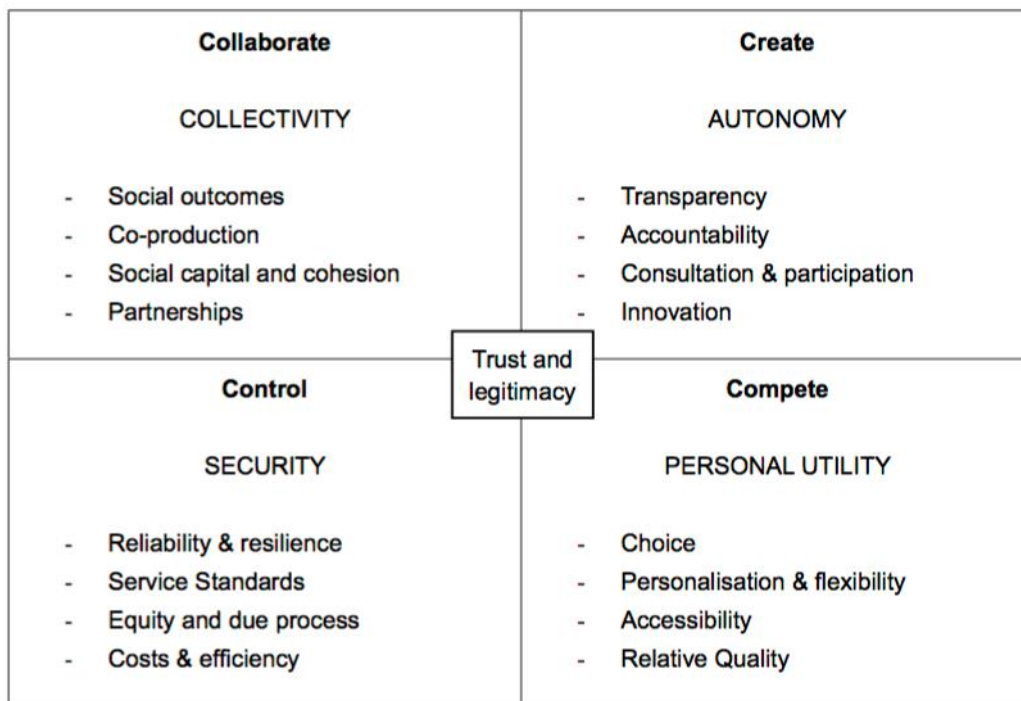 Collaborate
COLLECTIVITY
- Social outcomes
- Co-production
- Social capital and cohesion
- Partnerships
Create
AUTONOMY
- Transparency
- Accountability
- Consultation & participation
- Innovation
Trust and
legitimacy
Control
SECURITY
- Reliability & resilience
- Service Standards
- Equity and due process
- Costs & efficiency
Compete
PERSONAL UTILITY
- Choice
- Personalisation & flexibility
- Accessibility
- Relative Quality